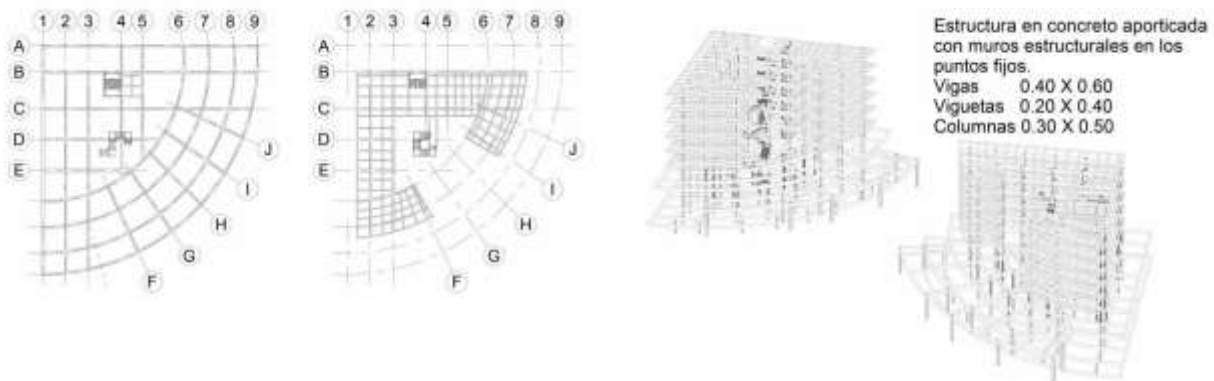 1 2 3 4 5 6 7 8 9
A
B
C
D
E
J
I
H
G
F
1 2 3 4 5 6 7 8 9
A
B
C
D
E
J
I
H
G
F
Estructura en concreto aporticada
con muros estructurales en los
puntos fijos.
Vigas 0.40 X 0.60
Viguetas 0.20 X 0.40
Columnas 0.30 X 0.50